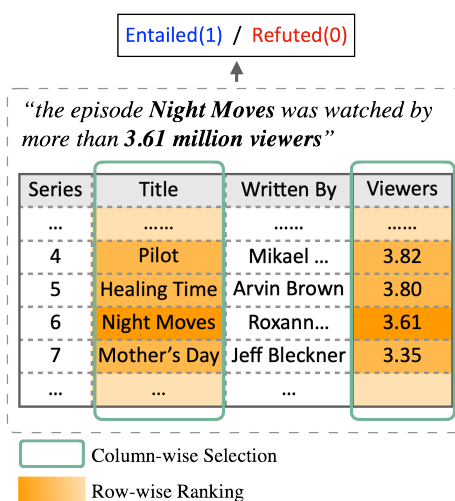 Entailed(1) / Refuted(0)
“the episode Night Moves was watched by
more than 3.61 million viewers”
Series Title Written By Viewers
... ...... ...... ......
4 Pilot Mikael ... 3.82
5 Healing Time Arvin Brown 3.80
6 Night Moves Roxann... 3.61
7 Mother’s Day Jeff Bleckner 3.35
... ... ...
Column-wise Selection
Row-wise Ranking